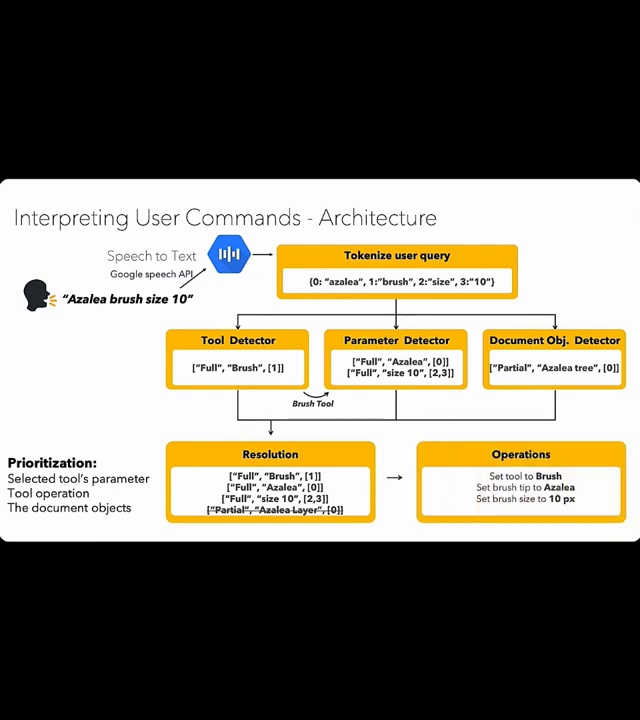 Interpreting User Commands - Architecture
Speech to Text
Google speech API
"Azalea brush size 10"
Tokenize user query
{0: "azalea", 1:"brush", 2:"size", 3:"10"}
Tool Detector
["Full", "Brush", [1]]
Parameter Detector
["Full", "Azalea", [0]]
["Full", "size 10", [2,3]]
Document Obj. Detector
["Partial", "Azalea tree", [0]]
Brush Tool
Prioritization:
Selected tool's parameter
Tool operation
The document objects
Resolution
["Full", "Brush", [1]]
["Full", "Azalea", [0]]
["Full", "size 10", [2,3]]
["Partial", "Azalea Layer", [0]]
Operations
Set tool to Brush
Set brush tip to Azalea
Set brush size to 10 px